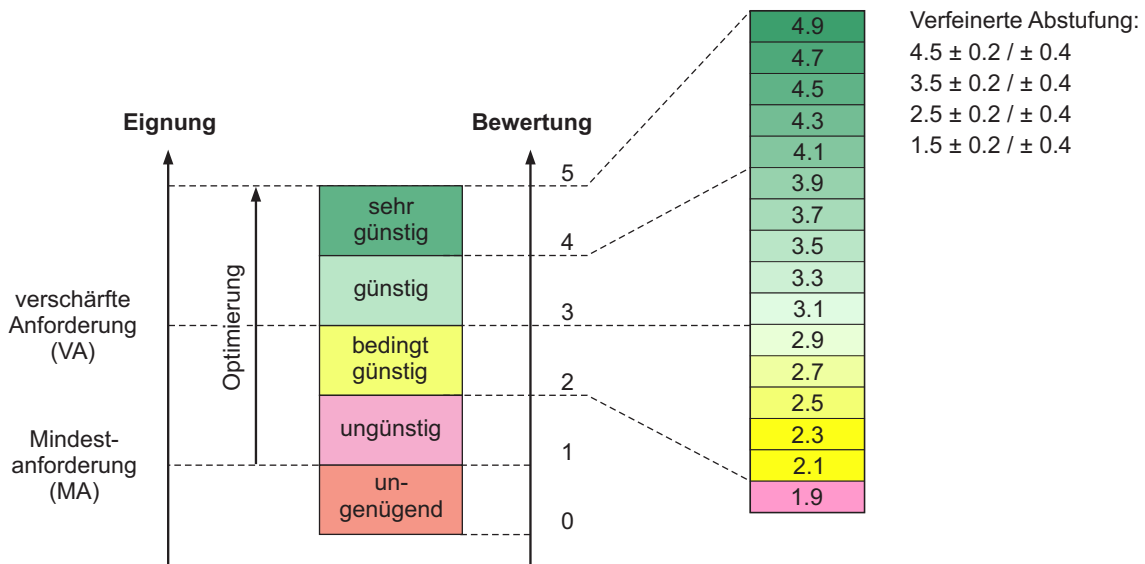 Eignung
verschärfte
Anforderung
(VA)
Mindest-
anforderung
(MA)
Optimierung
sehr
günstig
günstig
bedingt
günstig
ungünstig
un-
genügend
Bewertung
5
4
3
2
1
0
4.9
4.7
4.5
4.3
4.1
3.9
3.7
3.5
3.3
3.1
2.9
2.7
2.5
2.3
2.1
1.9
Verfeinerte Abstufung:
4.5 ± 0.2 / ± 0.4
3.5 ± 0.2 / ± 0.4
2.5 ± 0.2 / ± 0.4
1.5 ± 0.2 / ± 0.4